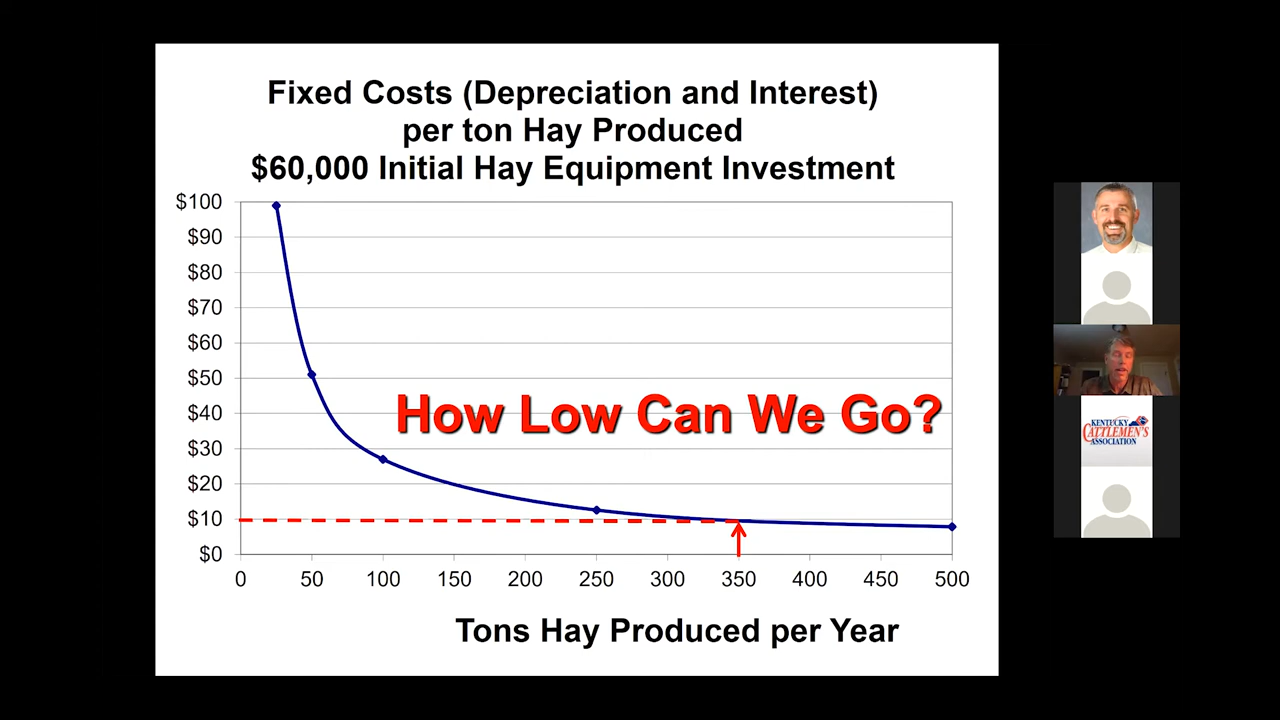 Fixed Costs (Depreciation and Interest)
per ton Hay Produced
$60,000 Initial Hay Equipment Investment
$100
$90
$80
$70
$60
$50
$40
$30
$20
$10
$0
How Low Can We Go?
0 50 100 150 200 250 300 350 400 450 500
Tons Hay Produced per Year
KENTUCKY
CATTLEMEN'S
ASSOCIATION